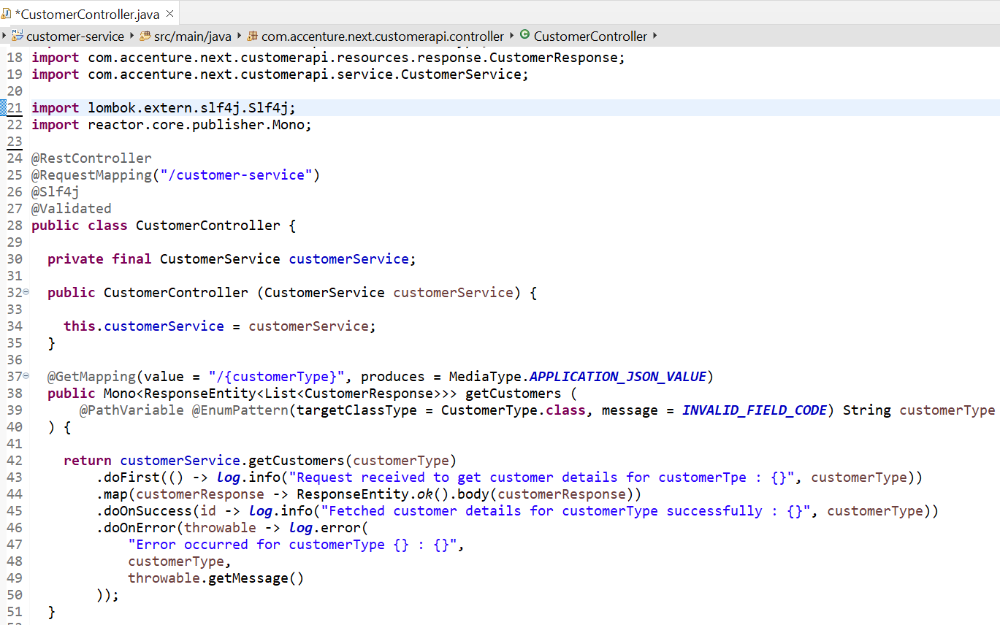 *CustomerController.java
customer-service src/main/java com.accenture.next.customerapi.controller CustomerController
18 import com.accenture.next.customerapi.resources.response.CustomerResponse;
19 import com.accenture.next.customerapi.service.CustomerService;
20
21 import lombok.extern.slf4j.Slf4j;
22 import reactor.core.publisher.Mono;
23
24 @RestController
25 @RequestMapping("/customer-service")
26 @Slf4j
27 @Validated
28 public class CustomerController {
29
30 private final CustomerService customerService;
31
32 public CustomerController (CustomerService customerService) {
33
34 this.customerService = customerService;
35 }
36
37 @GetMapping(value = "/{customerType}", produces = MediaType.APPLICATION_JSON_VALUE)
38 public Mono<ResponseEntity<List<CustomerResponse>>> getCustomers (
39 @PathVariable @EnumPattern(targetClassType = CustomerType.class, message = INVALID_FIELD_CODE) String customerType
40 ) {
41
42 return customerService.getCustomers(customerType)
43 .doFirst(() -> log.info("Request received to get customer details for customerTpe : {}", customerType))
44 .map(customerResponse -> ResponseEntity.ok().body(customerResponse))
45 .doOnSuccess(id -> log.info("Fetched customer details for customerType successfully : {}", customerType))
46 .doOnError(throwable -> log.error(
47 "Error occurred for customerType {} : {}",
48 customerType,
49 throwable.getMessage()
50 ));
51 }